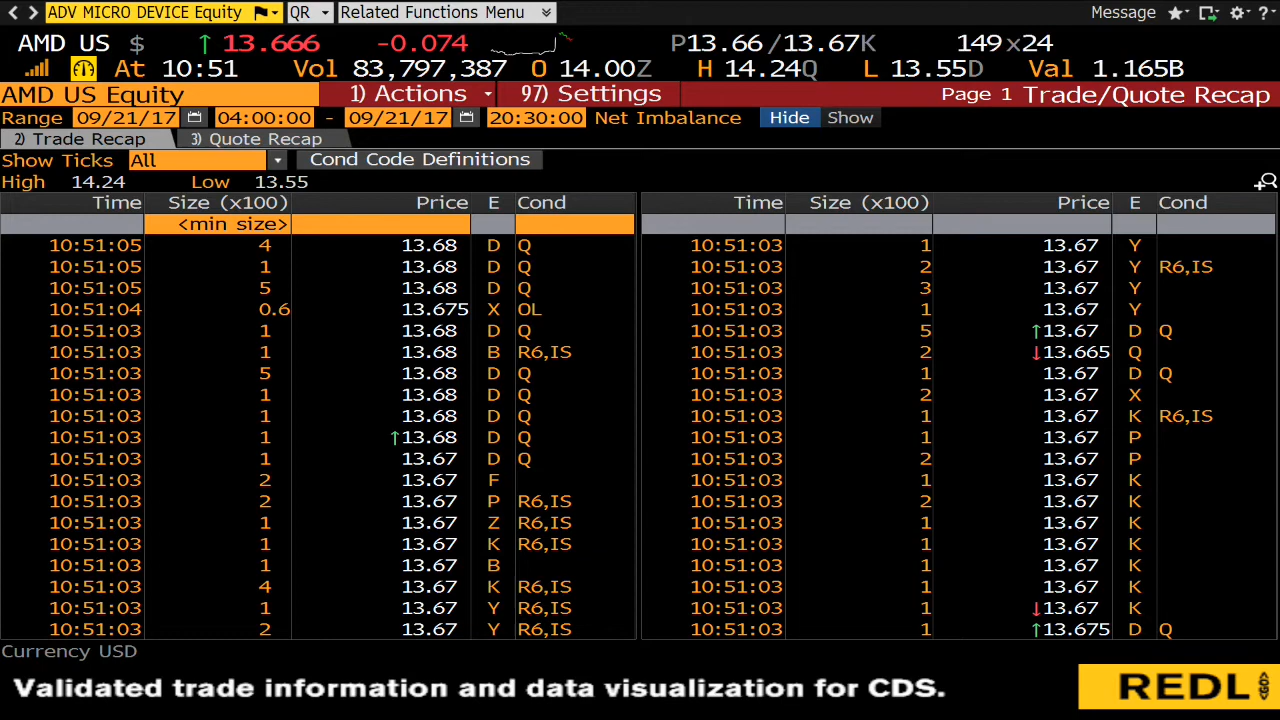 ADV MICRO DEVICE Equity QR Related Functions Menu Message
AMD US $ ↑ 13.666 -0.074 P13.66 /13.67K 149 x24
At 10:51 Vol 83,797,387 O 14.00Z H 14.24Q L 13.55D Val 1.165B
AMD US Equity 1) Actions 97) Settings Page 1 Trade/Quote Recap
Range 09/21/17 04:00:00 - 09/21/17 20:30:00 Net Imbalance Hide Show
2) Trade Recap 3) Quote Recap
Show Ticks All Cond Code Definitions
High 14.24 Low 13.55
Time Size (x100) Price E Cond Time Size (x100) Price E Cond
<min size>
10:51:05 4 13.68 D Q 10:51:03 1 13.67 Y
10:51:05 1 13.68 D Q 10:51:03 2 13.67 Y R6,IS
10:51:05 5 13.68 D Q 10:51:03 3 13.67 Y
10:51:04 0.6 13.675 X OL 10:51:03 1 13.67 Y
10:51:03 1 13.68 D Q 10:51:03 5 ↑13.67 D Q
10:51:03 1 13.68 B R6,IS 10:51:03 2 ↓13.665 Q
10:51:03 5 13.68 D Q 10:51:03 1 13.67 D Q
10:51:03 1 13.68 D Q 10:51:03 2 13.67 X
10:51:03 1 13.68 D Q 10:51:03 1 13.67 K R6,IS
10:51:03 1 ↑13.68 D Q 10:51:03 1 13.67 P
10:51:03 1 13.67 D Q 10:51:03 2 13.67 P
10:51:03 2 13.67 F 10:51:03 1 13.67 K
10:51:03 2 13.67 P R6,IS 10:51:03 2 13.67 K
10:51:03 1 13.67 Z R6,IS 10:51:03 1 13.67 K
10:51:03 1 13.67 K R6,IS 10:51:03 1 13.67 K
10:51:03 1 13.67 B 10:51:03 1 13.67 K
10:51:03 4 13.67 K R6,IS 10:51:03 1 13.67 K
10:51:03 1 13.67 Y R6,IS 10:51:03 1 ↓13.67 K
10:51:03 2 13.67 Y R6,IS 10:51:03 1 ↑13.675 D Q
Currency USD
Validated trade information and data visualization for CDS.
REDL